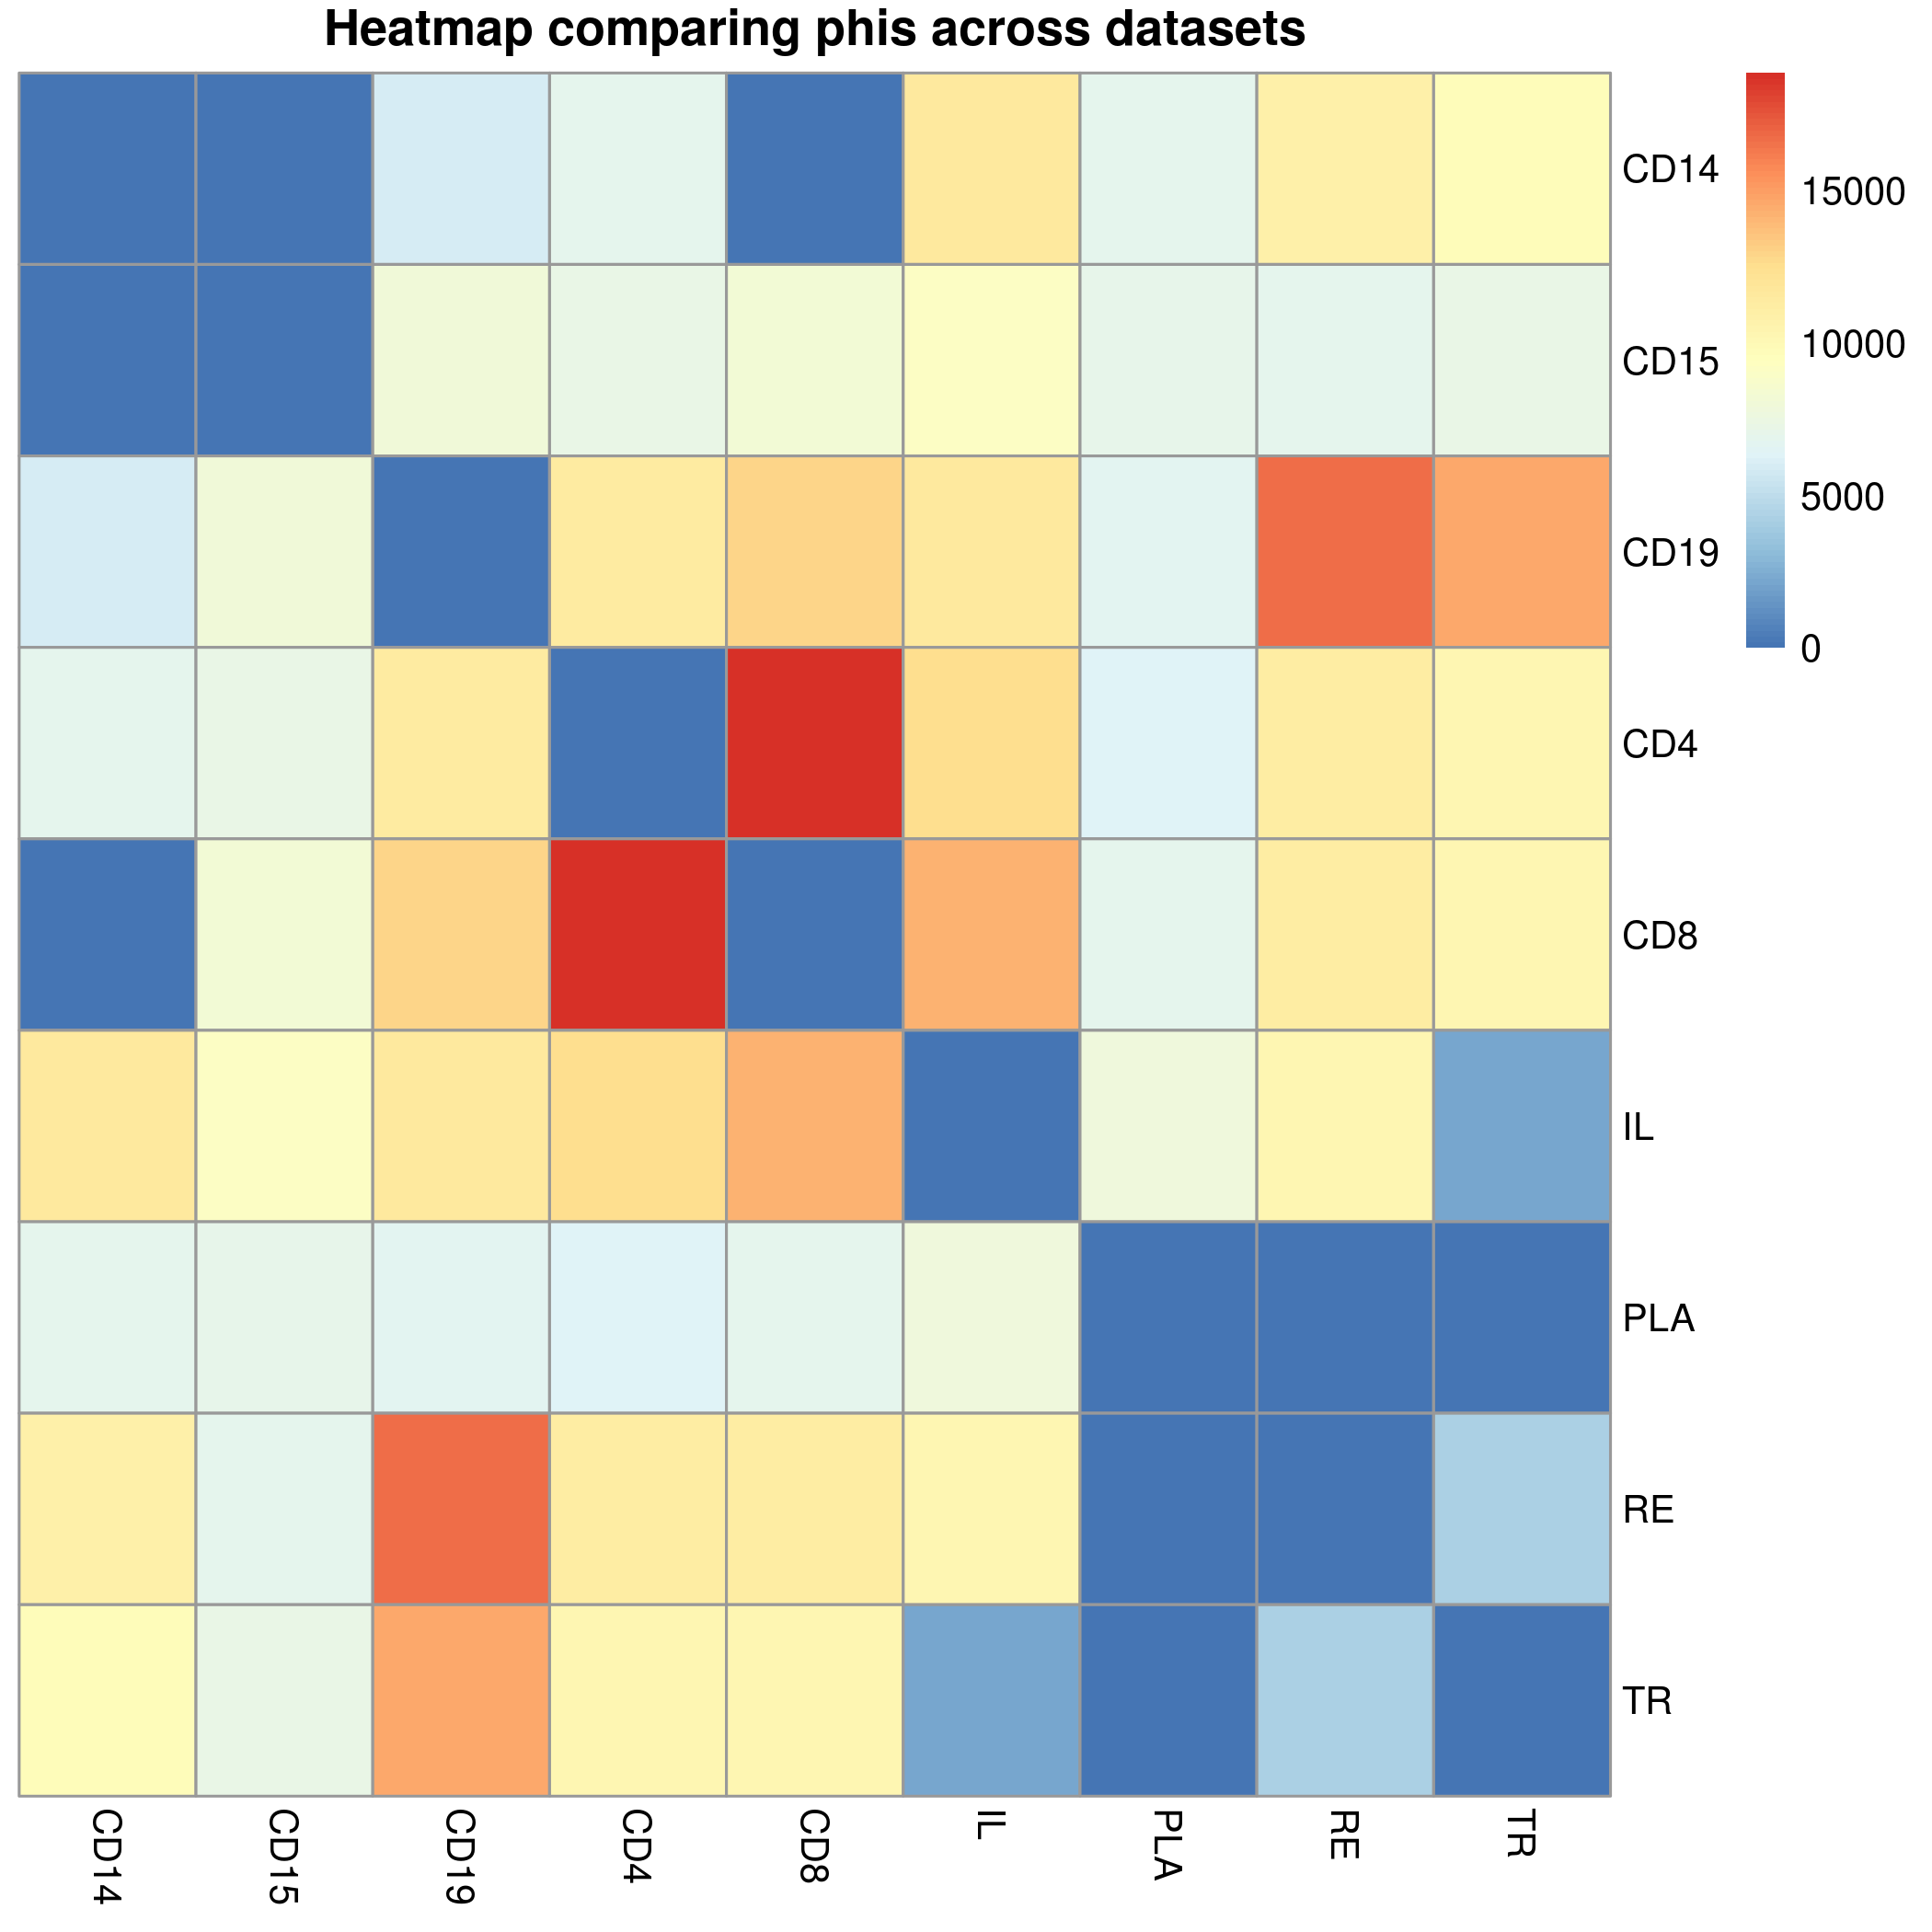 Heatmap comparing phis across datasets
CD14
CD15
CD19
CD4
CD8
IL
PLA
RE
TR
15000
10000
5000
0
CD14
CD15
CD19
CD4
CD8
IL
PLA
RE
TR